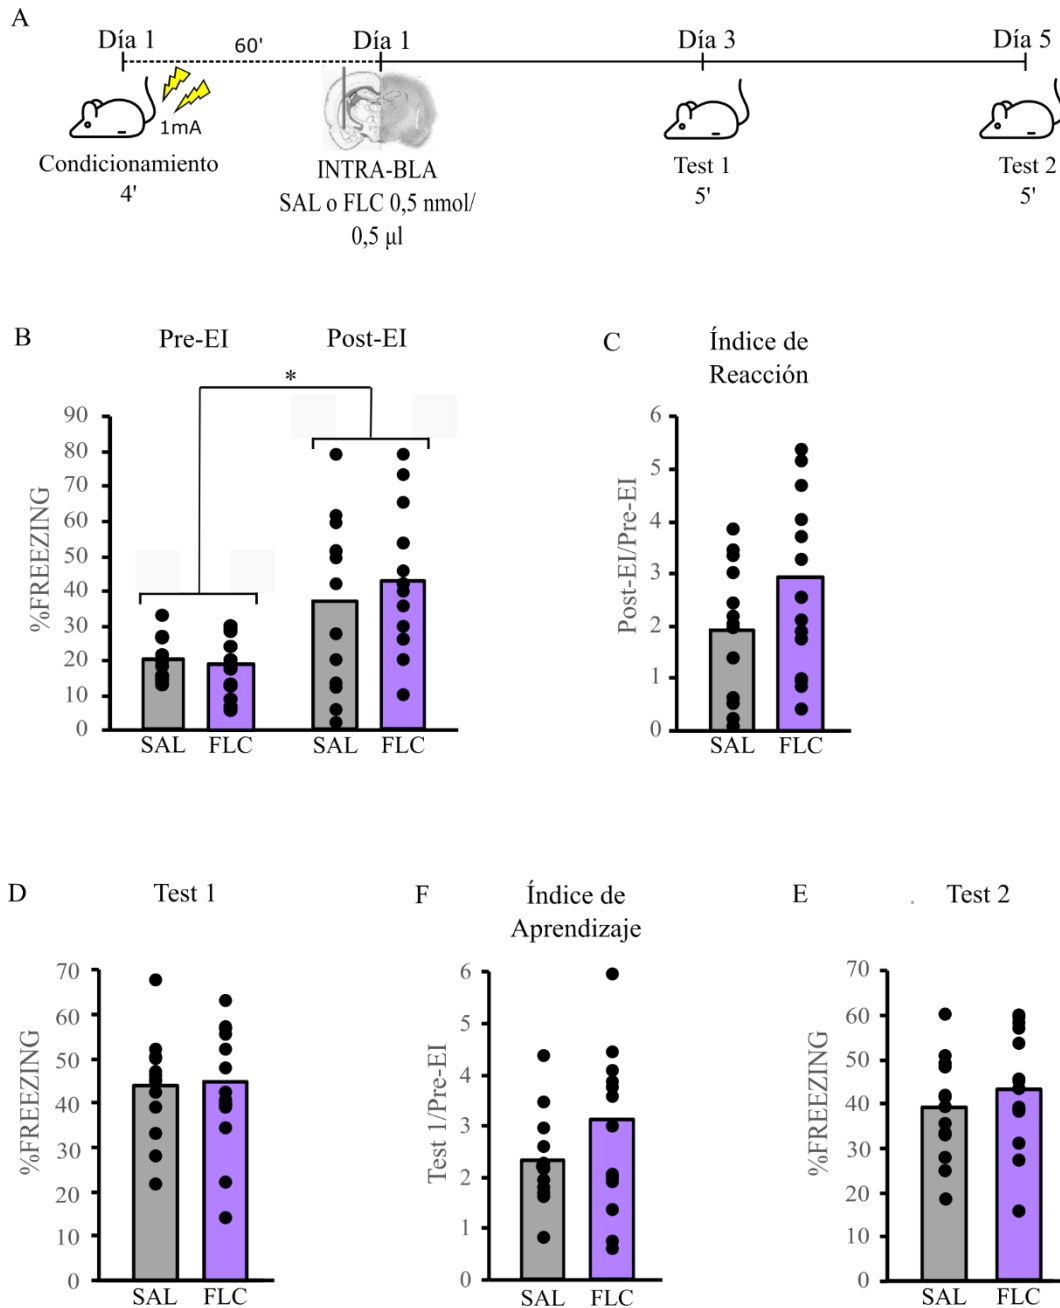 A
Día 1
60'
Día 1
Día 3
Día 5
1mA
Condicionamiento
4'
INTRA-BLA
SAL o FLC 0,5 nmol/
0,5 µl
Test 1
5'
Test 2
5'
B
Pre-EI
Post-EI
*
%FREEZING
90
80
70
60
50
40
30
20
10
0
SAL
FLC
SAL
FLC
C
Índice de
Reacción
Post-EI/Pre-EI
6
5
4
3
2
1
0
SAL
FLC
D
Test 1
%FREEZING
70
60
50
40
30
20
10
0
SAL
FLC
F
Índice de
Aprendizaje
Test 1/Pre-EI
6
5
4
3
2
1
0
SAL
FLC
E
Test 2
%FREEZING
70
60
50
40
30
20
10
0
SAL
FLC